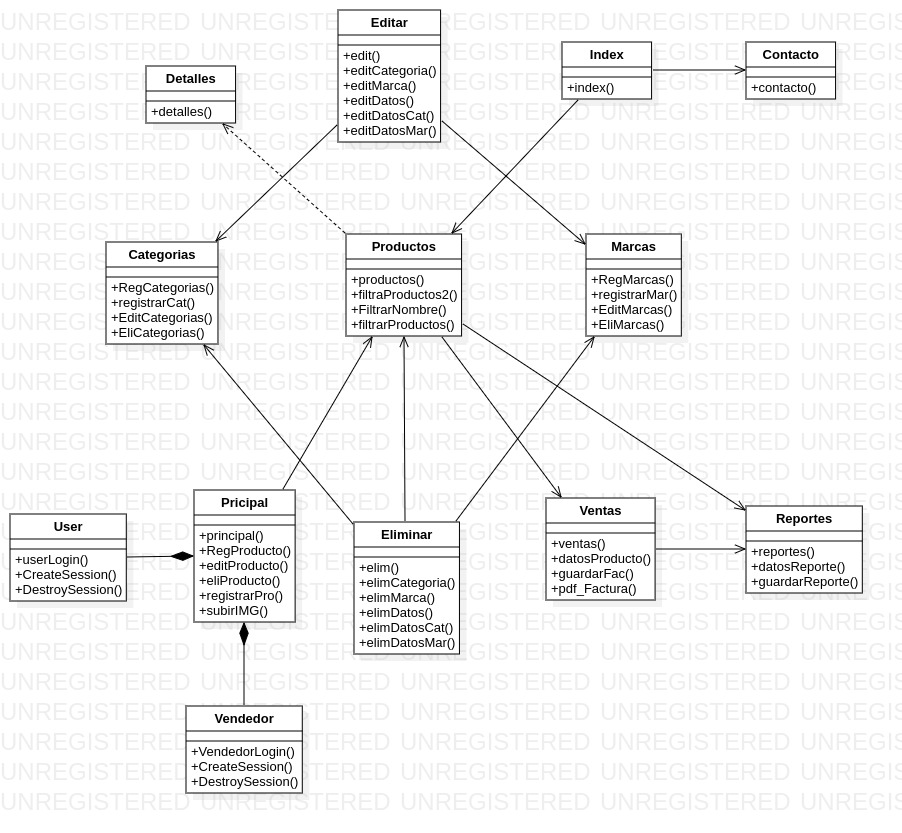 Editar
+edit()
+editCategoria()
+editMarca()
+editDatos()
+editDatosCat()
+editDatosMar()
Index
+index()
Contacto
+contacto()
Detalles
+detalles()
Categorias
+RegCategorias()
+registrarCat()
+EditCategorias()
+EliCategorias()
Productos
+productos()
+filtraProductos2()
+FiltrarNombre()
+filtrarProductos()
Marcas
+RegMarcas()
+registrarMar()
+EditMarcas()
+EliMarcas()
User
+userLogin()
+CreateSession()
+DestroySession()
Pricipal
+principal()
+RegProducto()
+editProducto()
+eliProducto()
+registrarPro()
+subirIMG()
Eliminar
+elim()
+elimCategoria()
+elimMarca()
+elimDatos()
+elimDatosCat()
+elimDatosMar()
Ventas
+ventas()
+datosProducto()
+guardarFac()
+pdf_Factura()
Reportes
+reportes()
+datosReporte()
+guardarReporte()
Vendedor
+VendedorLogin()
+CreateSession()
+DestroySession()
UNREGISTERED